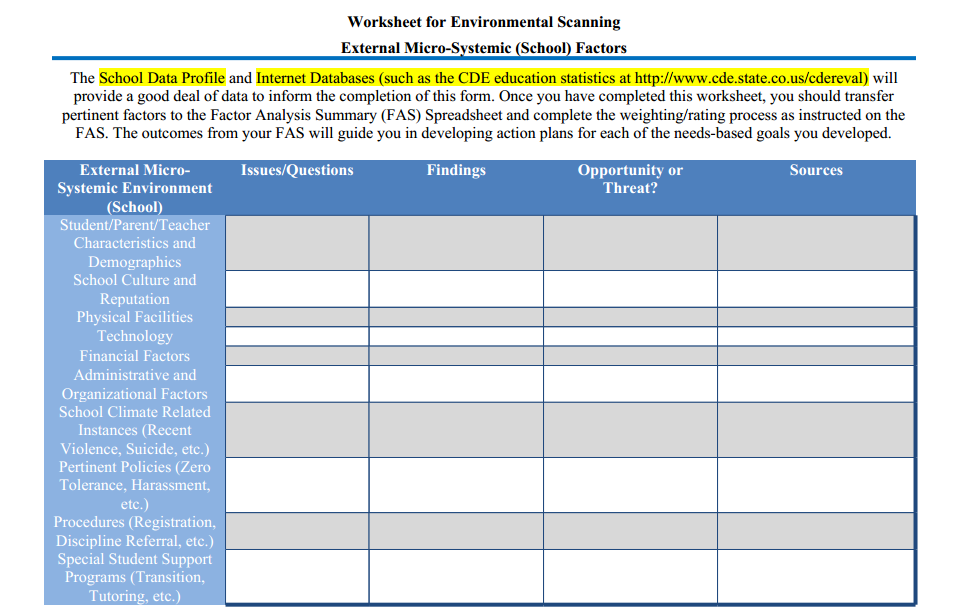 Worksheet for Environmental Scanning
External Micro-Systemic (School) Factors
The School Data Profile and Internet Databases (such as the CDE education statistics at http://www.cde.state.co.us/cdereval) will
provide a good deal of data to inform the completion of this form. Once you have completed this worksheet, you should transfer
pertinent factors to the Factor Analysis Summary (FAS) Spreadsheet and complete the weighting/rating process as instructed on the
FAS. The outcomes from your FAS will guide you in developing action plans for each of the needs-based goals you developed.
External Micro-
Systemic Environment
(School)
Issues/Questions
Findings
Opportunity or
Threat?
Sources
Student/Parent/Teacher
Characteristics and
Demographics
School Culture and
Reputation
Physical Facilities
Technology
Financial Factors
Administrative and
Organizational Factors
School Climate Related
Instances (Recent
Violence, Suicide, etc.)
Pertinent Policies (Zero
Tolerance, Harassment,
etc.)
Procedures (Registration,
Discipline Referral, etc.)
Special Student Support
Programs (Transition,
Tutoring, etc.)